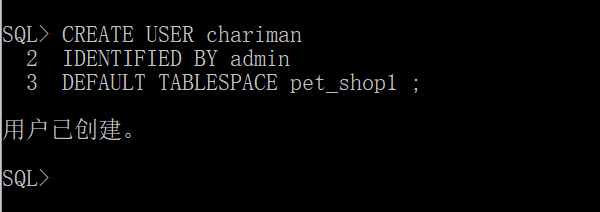 SQL> CREATE USER chariman
2 IDENTIFIED BY admin
3 DEFAULT TABLESPACE pet_shop1 ;
用户已创建。
SQL>